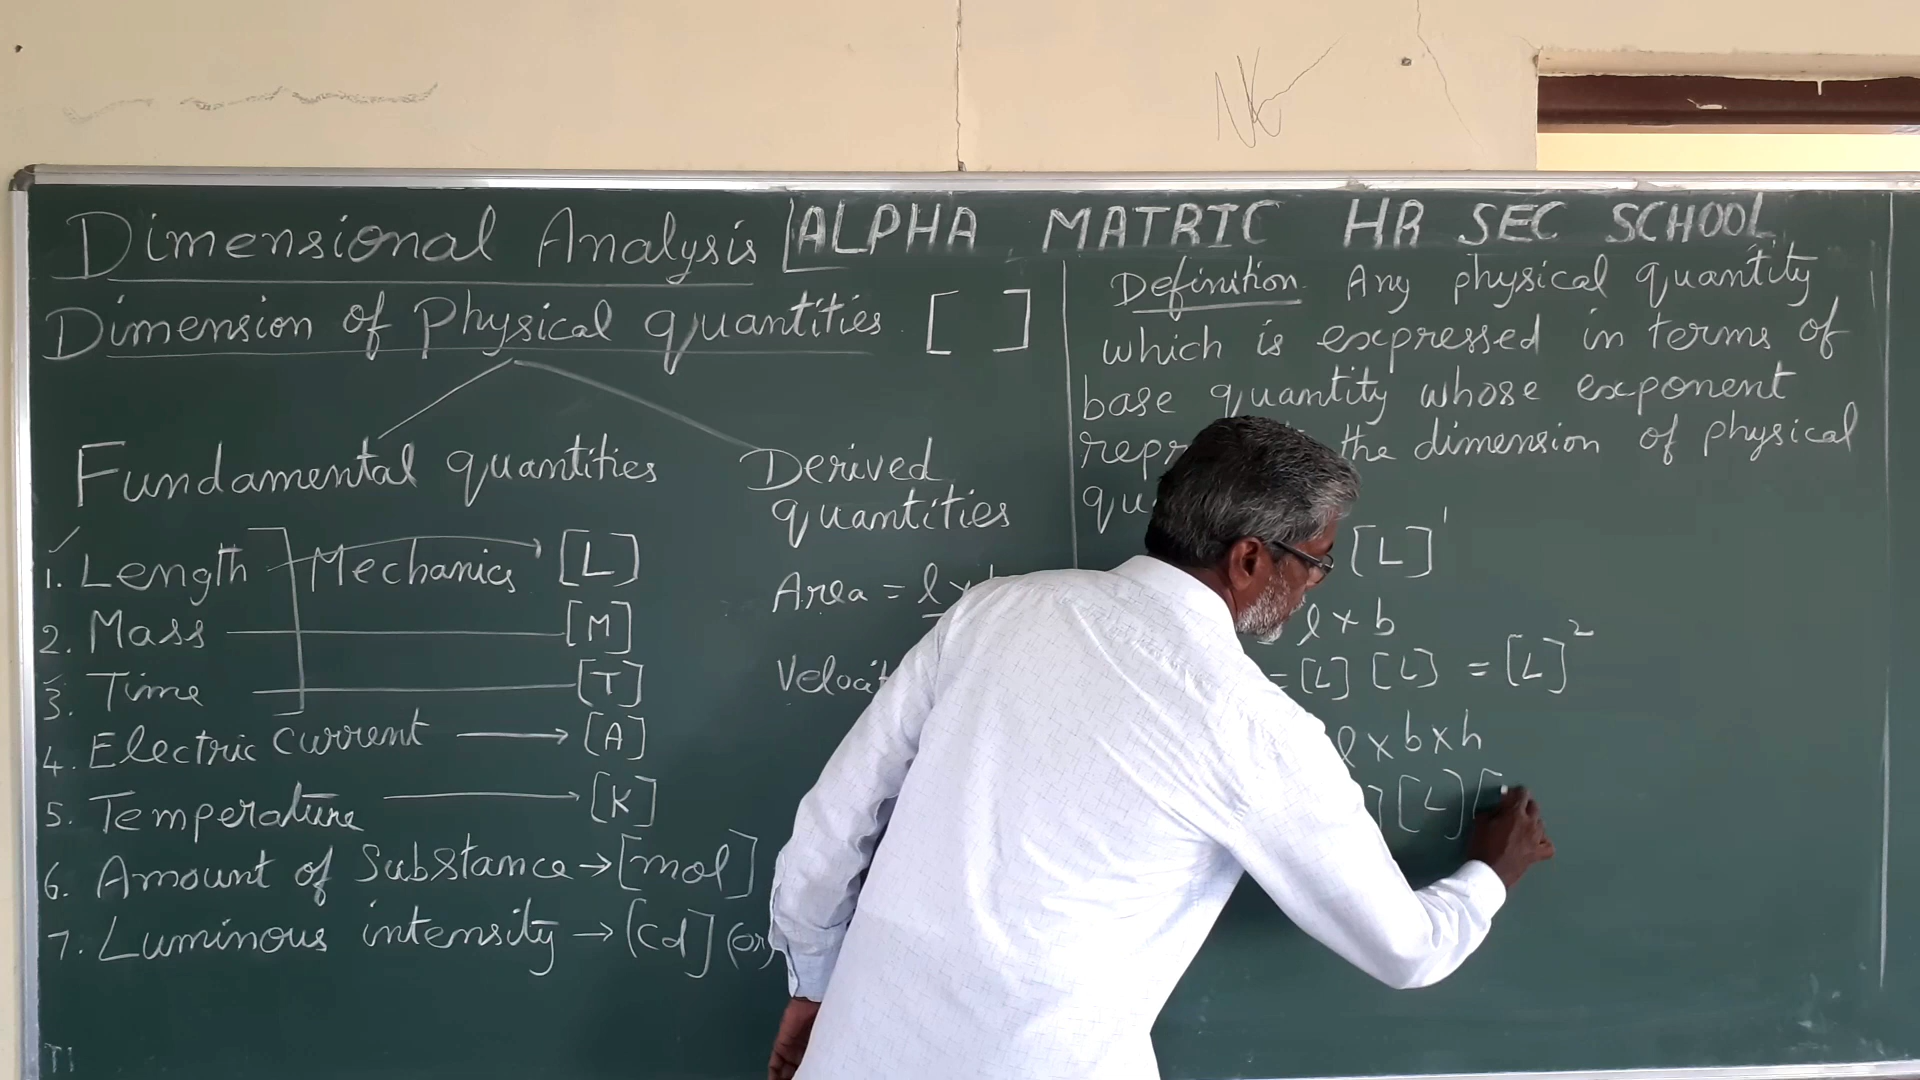 NK
Dimensional Analysis
ALPHA MATRIC HR SEC SCHOOL
Dimension of Physical quantities. [ ]
Fundamental quantities
1. Length Mechanics [L]
2. Mass [M]
3. Time [T]
4. Electric Current → [A]
5. Temperature → [K]
6. Amount of Substance → [mol]
7. Luminous intensity → [cd] (or)
Derived
quantities
Area = l x
Definition. Any physical quantity
which is expressed in terms of
base quantity whose exponent
the dimension of physical
[L]¹
= l x b
= [L] [L] = [L]²
l x b x h
] [L] [